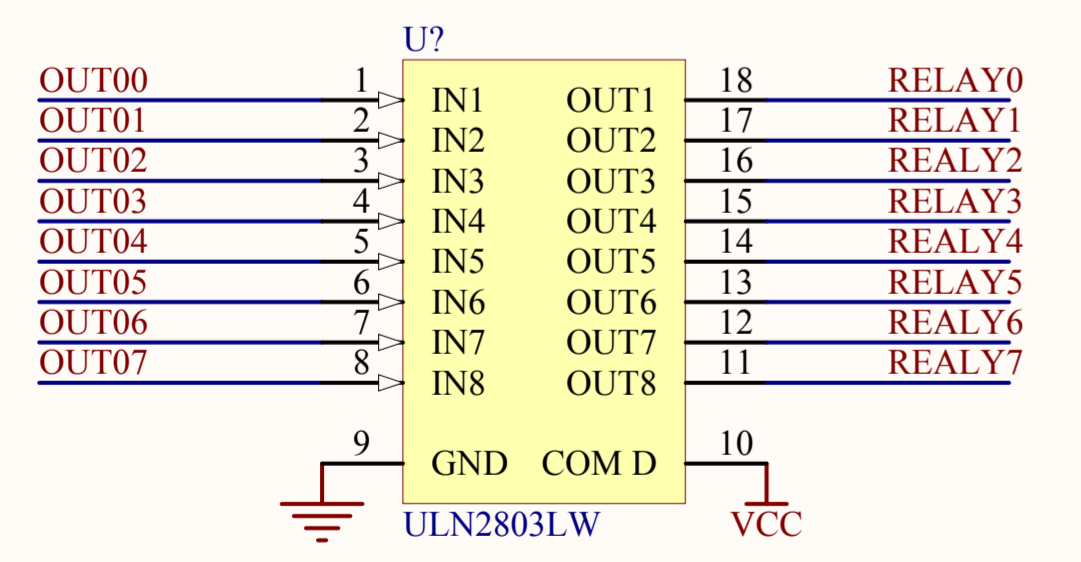 U?
OUT00 1 IN1 OUT1 18 RELAY0
OUT01 2 IN2 OUT2 17 RELAY1
OUT02 3 IN3 OUT3 16 REALY2
OUT03 4 IN4 OUT4 15 RELAY3
OUT04 5 IN5 OUT5 14 REALY4
OUT05 6 IN6 OUT6 13 RELAY5
OUT06 7 IN7 OUT7 12 REALY6
OUT07 8 IN8 OUT8 11 REALY7
9 GND COM D 10
ULN2803LW VCC